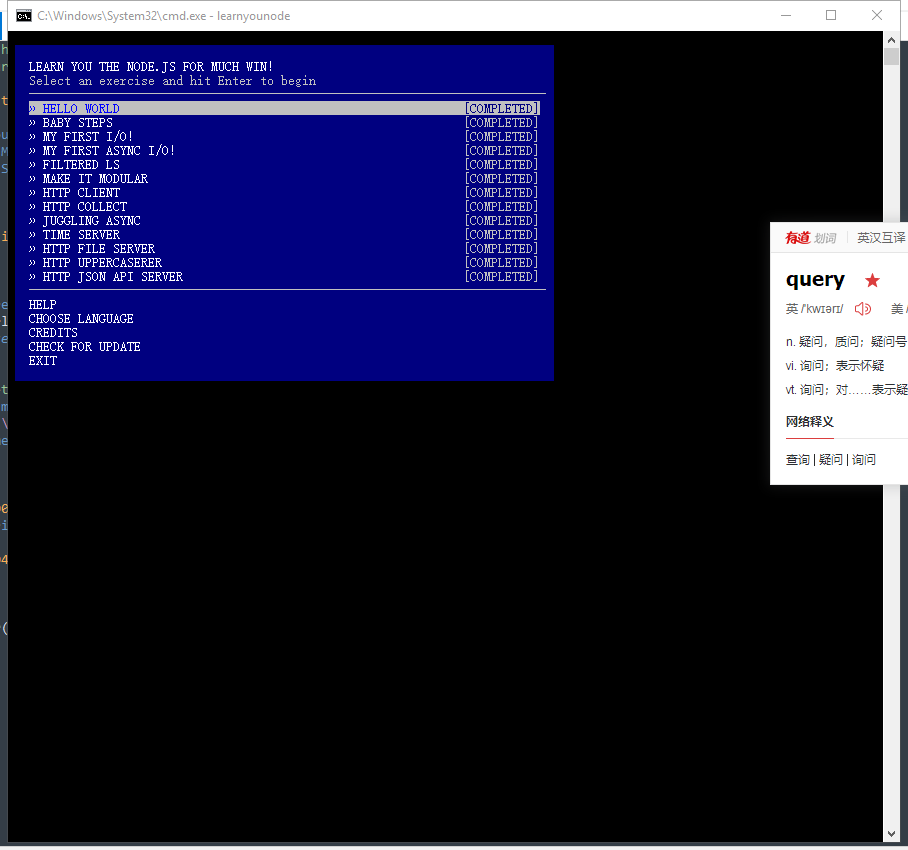 C:\Windows\System32\cmd.exe - learnyounode
LEARN YOU THE NODE.JS FOR MUCH WIN!
Select an exercise and hit Enter to begin
» HELLO WORLD [COMPLETED]
» BABY STEPS [COMPLETED]
» MY FIRST I/O! [COMPLETED]
» MY FIRST ASYNC I/O! [COMPLETED]
» FILTERED LS [COMPLETED]
» MAKE IT MODULAR [COMPLETED]
» HTTP CLIENT [COMPLETED]
» HTTP COLLECT [COMPLETED]
» JUGGLING ASYNC [COMPLETED]
» TIME SERVER [COMPLETED]
» HTTP FILE SERVER [COMPLETED]
» HTTP UPPERCASERER [COMPLETED]
» HTTP JSON API SERVER [COMPLETED]
HELP
CHOOSE LANGUAGE
CREDITS
CHECK FOR UPDATE
EXIT
有道 划词 英汉互译
query
英 /'kwɪərɪ/ 美 /
n. 疑问，质问；疑问号
vi. 询问；表示怀疑
vt. 询问；对……表示疑
网络释义
查询 | 疑问 | 询问